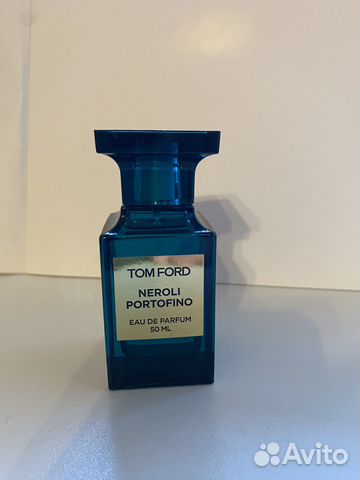 TOM FORD
NEROLI
PORTOFINO
EAU DE PARFUM
50 ML
Avito